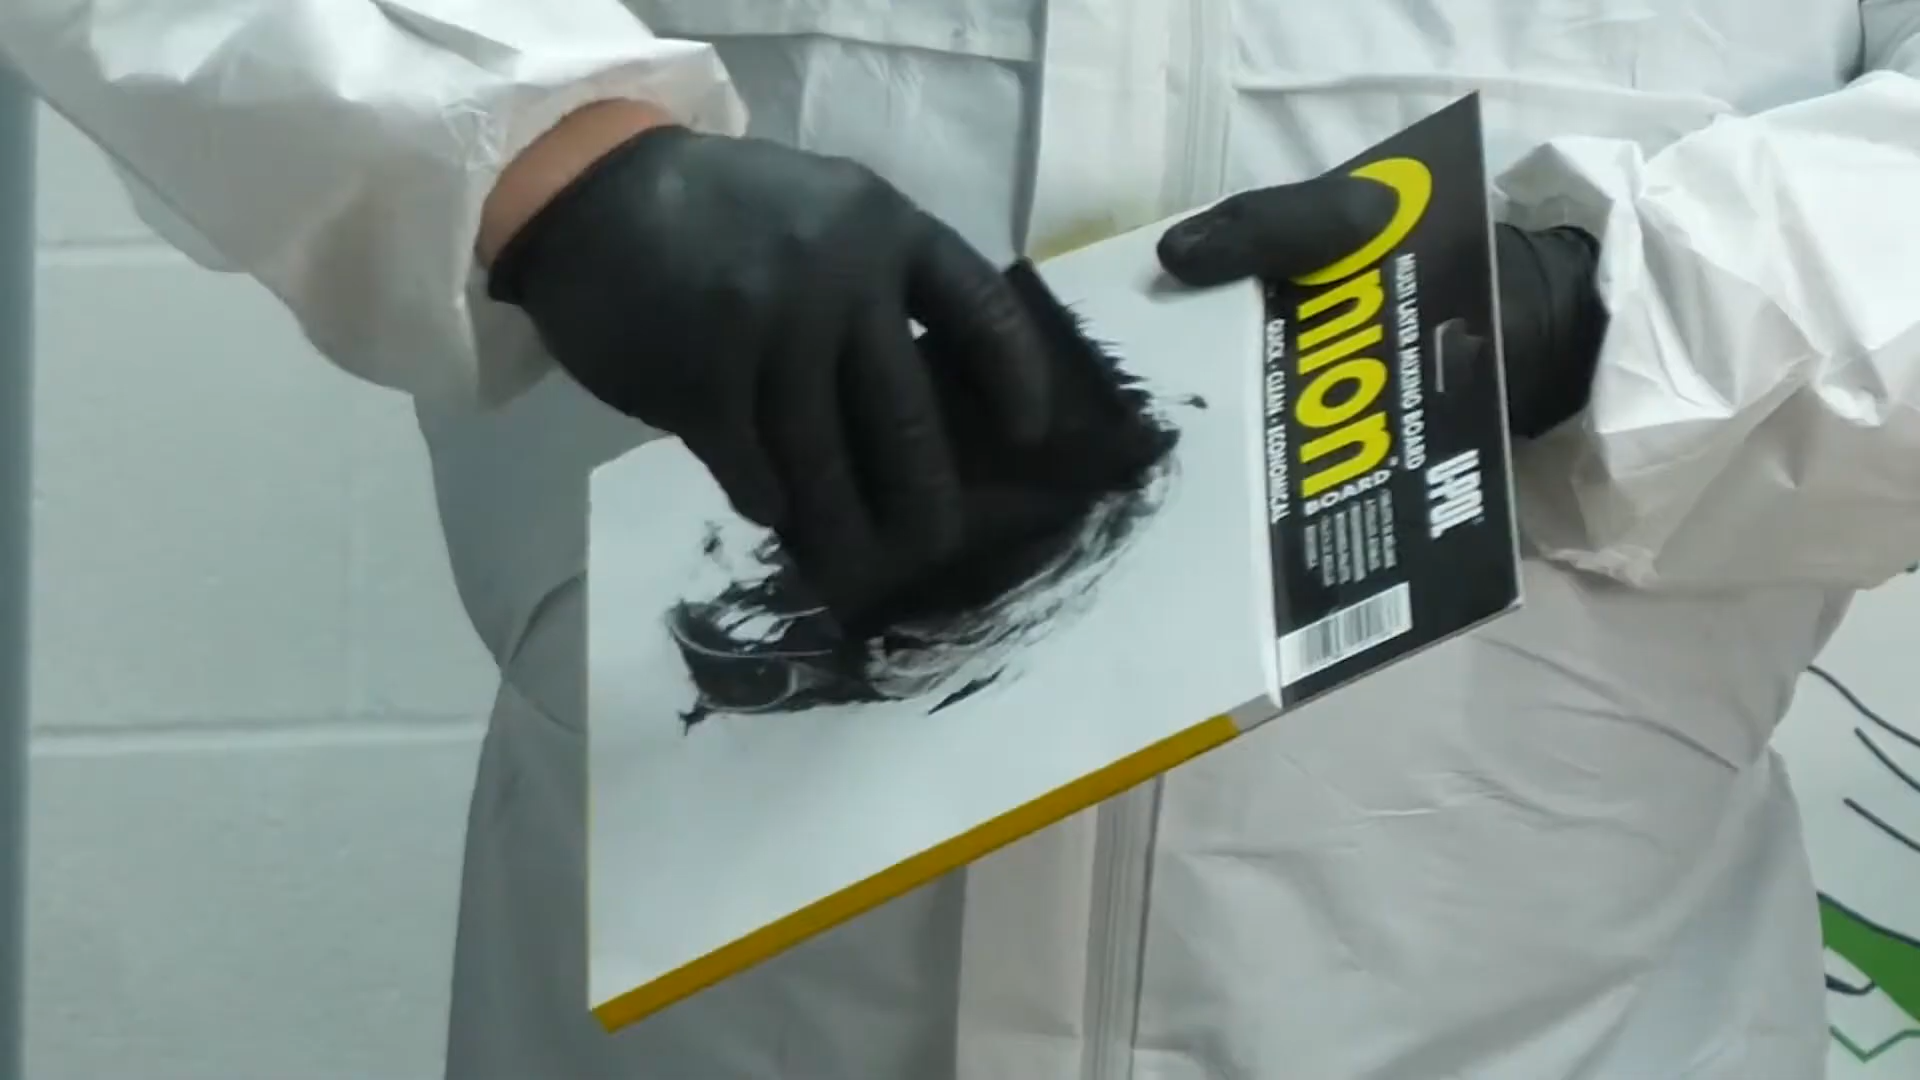 Onion
BOARD
MULTI LAYER MIXING BOARD
QUICK · CLEAN · ECONOMICAL
U-POL